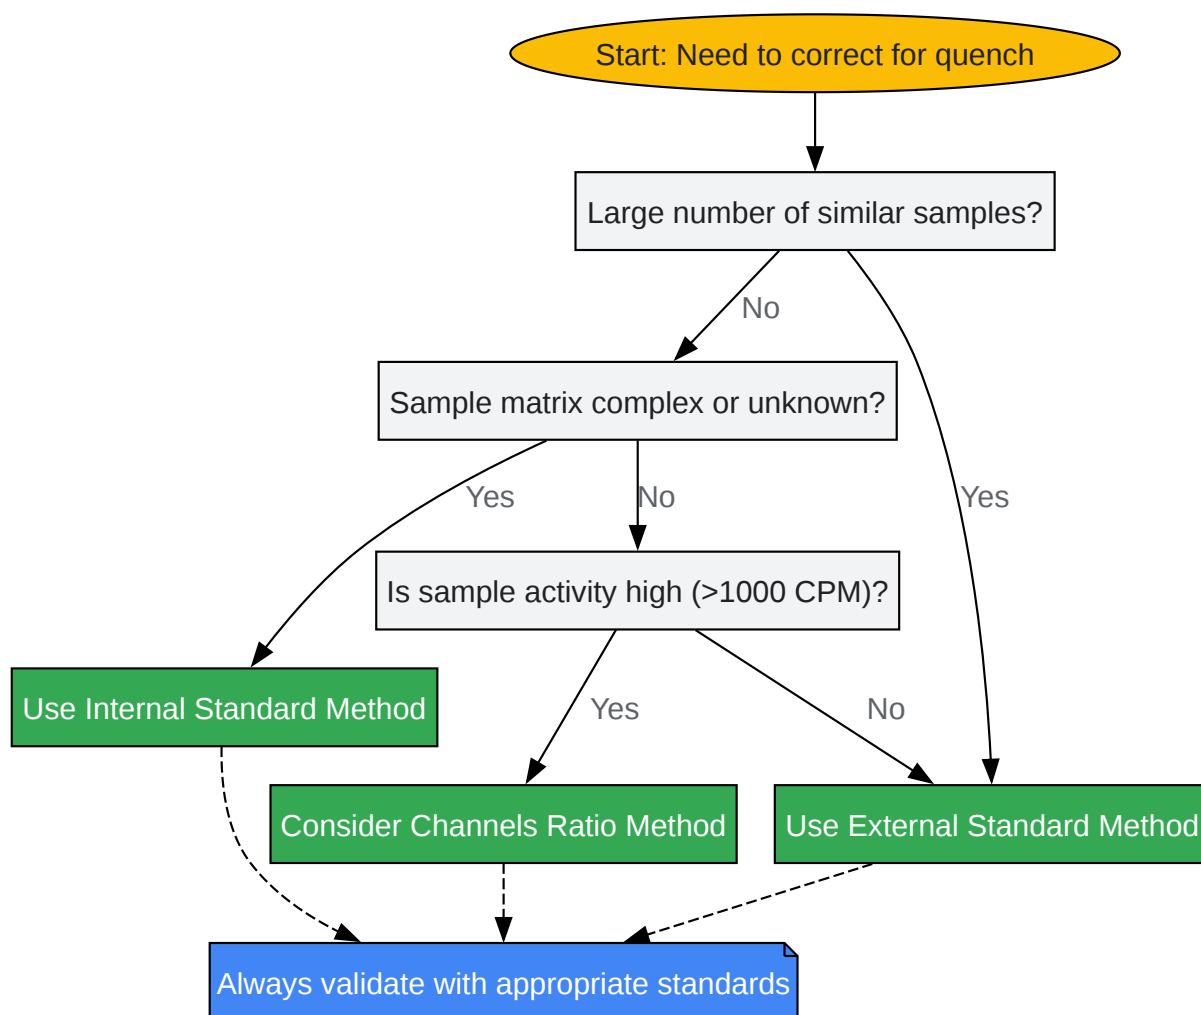 Start: Need to correct for quench
Large number of similar samples?
No
Sample matrix complex or unknown?
Yes
No
Yes
Is sample activity high (>1000 CPM)?
Use Internal Standard Method
Yes
No
Consider Channels Ratio Method
Use External Standard Method
Always validate with appropriate standards